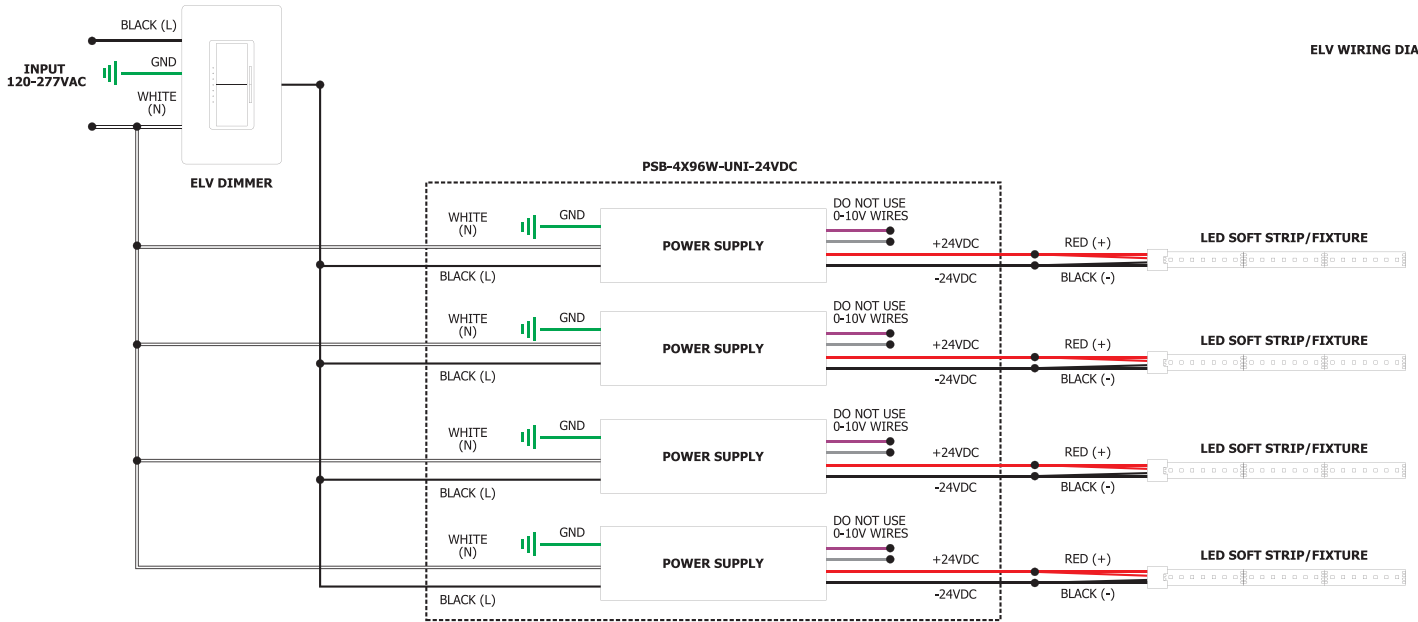 BLACK (L)
GND
INPUT
120-277VAC
WHITE
(N)
ELV DIMMER
ELV WIRING DIA
PSB-4X96W-UNI-24VDC
WHITE
(N)
GND
BLACK (L)
POWER SUPPLY
DO NOT USE
0-10V WIRES
+24VDC
-24VDC
RED (+)
BLACK (-)
LED SOFT STRIP/FIXTURE
WHITE
(N)
GND
BLACK (L)
POWER SUPPLY
DO NOT USE
0-10V WIRES
+24VDC
-24VDC
RED (+)
BLACK (-)
LED SOFT STRIP/FIXTURE
WHITE
(N)
GND
BLACK (L)
POWER SUPPLY
DO NOT USE
0-10V WIRES
+24VDC
-24VDC
RED (+)
BLACK (-)
LED SOFT STRIP/FIXTURE
WHITE
(N)
GND
BLACK (L)
POWER SUPPLY
DO NOT USE
0-10V WIRES
+24VDC
-24VDC
RED (+)
BLACK (-)
LED SOFT STRIP/FIXTURE